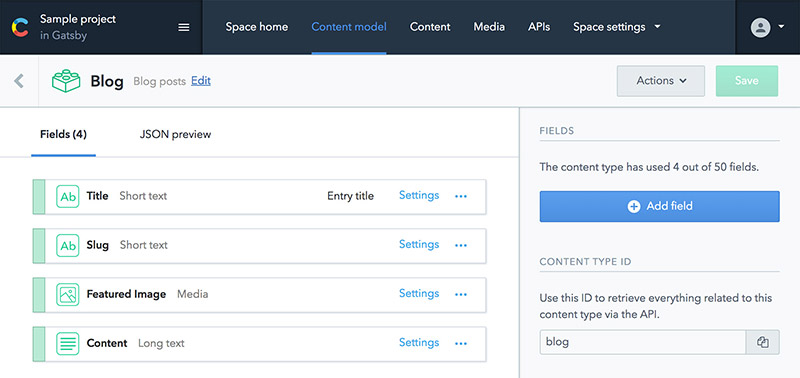 Sample project
in Gatsby
Space home Content model Content Media APIs Space settings
Blog Blog posts Edit
Actions
Save
Fields (4) JSON preview
Ab Title Short text Entry title Settings
Ab Slug Short text Settings
Featured Image Media Settings
Content Long text Settings
FIELDS
The content type has used 4 out of 50 fields.
Add field
CONTENT TYPE ID
Use this ID to retrieve everything related to this
content type via the API.
blog